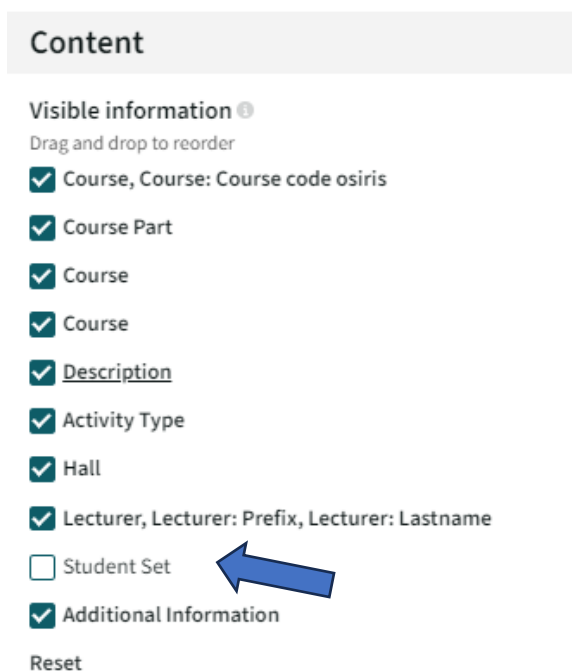 Content
Visible information
Drag and drop to reorder
Course, Course: Course code osiris
Course Part
Course
Course
Description
Activity Type
Hall
Lecturer, Lecturer: Prefix, Lecturer: Lastname
Student Set
Additional Information
Reset